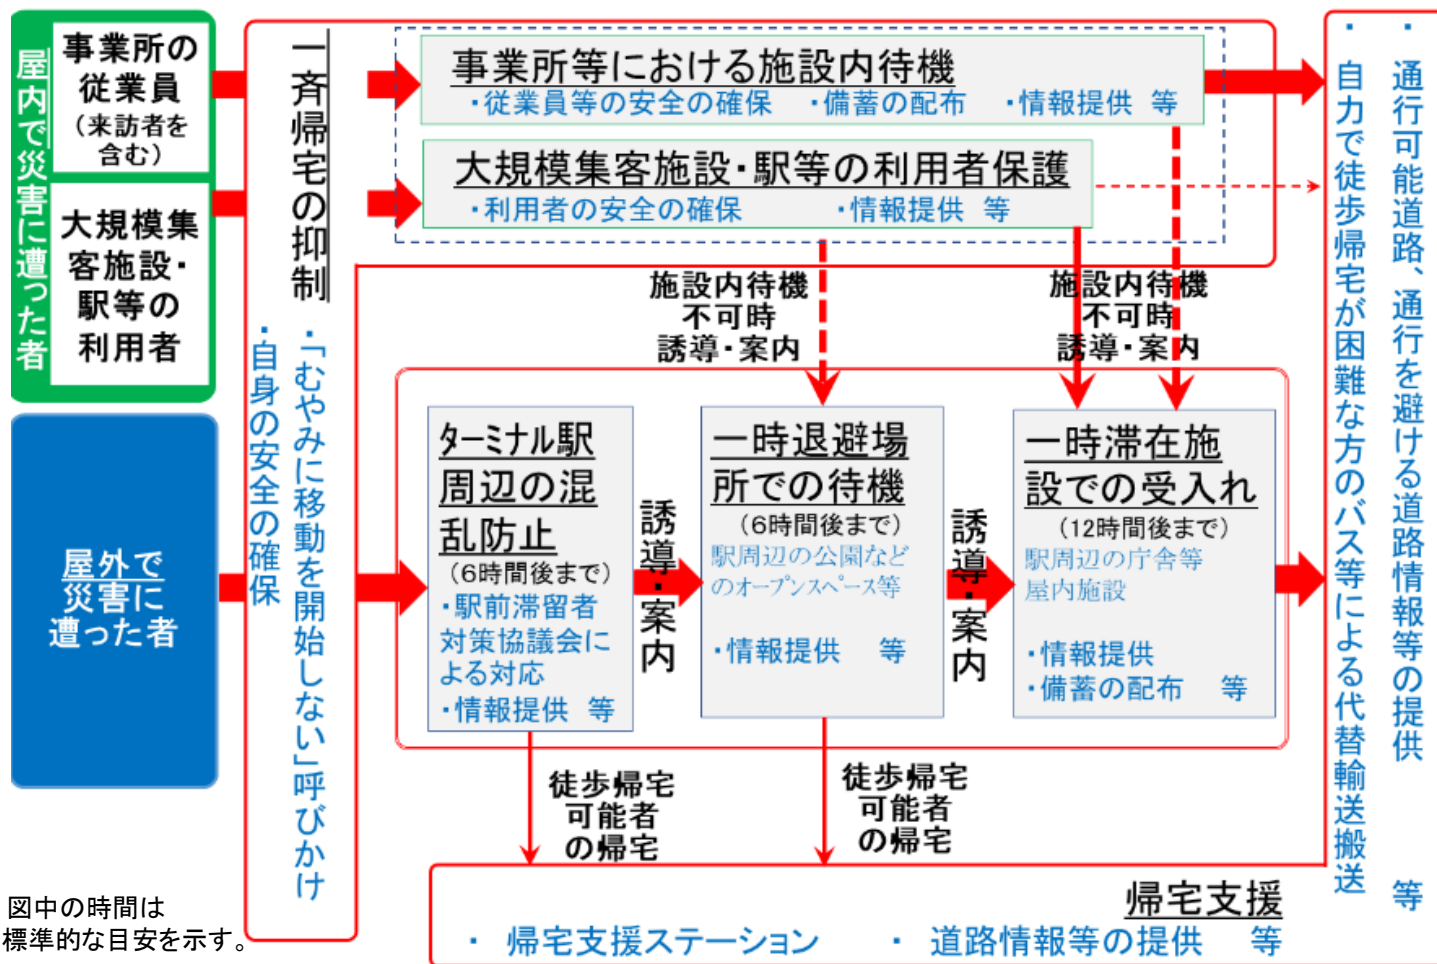 屋内で災害に遭った者
事業所の
従業員
（来訪者を
含む）
大規模集
客施設・
駅等の
利用者
屋外で
災害に
遭った者
一斉帰宅の抑制
・「むやみに移動を開始しない」呼びかけ
・自身の安全の確保
事業所等における施設内待機
・従業員等の安全の確保　・備蓄の配布　・情報提供 等
大規模集客施設・駅等の利用者保護
・利用者の安全の確保　・情報提供 等
施設内待機
不可時
誘導・案内
施設内待機
不可時
誘導・案内
ターミナル駅
周辺の混
乱防止
（6時間後まで）
・駅前滞留者
対策協議会に
よる対応
・情報提供 等
誘導・案内
一時退避場
所での待機
（6時間後まで）
駅周辺の公園など
のオープンスペース等
・情報提供　等
誘導・案内
一時滞在施
設での受入れ
（12時間後まで）
駅周辺の庁舎等
屋内施設
・情報提供
・備蓄の配布　等
徒歩帰宅
可能者
の帰宅
徒歩帰宅
可能者
の帰宅
・通行可能道路、通行を避ける道路情報等の提供　等
・自力で徒歩帰宅が困難な方のバス等による代替輸送搬送
帰宅支援
・ 帰宅支援ステーション　・ 道路情報等の提供　等
図中の時間は
標準的な目安を示す。